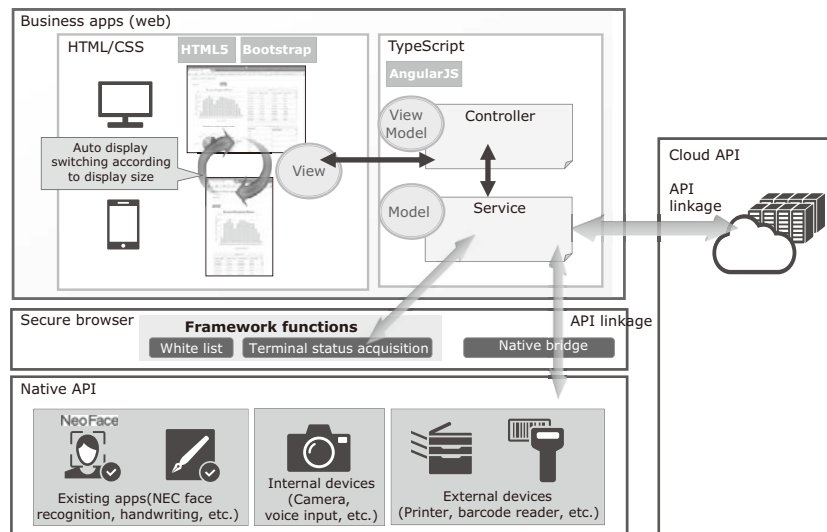 Business apps (web)
HTML/CSS
HTML5
Bootstrap
Auto display
switching according
to display size
View
TypeScript
AngularJS
View
Model
Controller
Model
Service
Cloud API
API
linkage
Secure browser
Framework functions
White list
Terminal status acquisition
API linkage
Native bridge
Native API
NeoFace
Existing apps(NEC face
recognition, handwriting, etc.)
Internal devices
(Camera,
voice input, etc.)
External devices
(Printer, barcode reader, etc.)